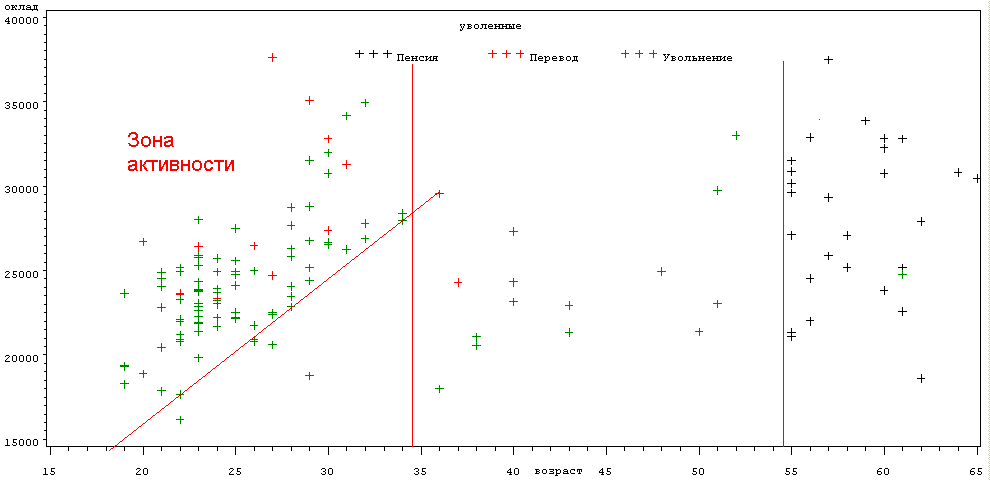 оклад
40000
уволенные
Пенсия Перевод Увольнение
35000
Зона
активности
30000
25000
20000
15000
15 20 25 30 35 40 возраст 45 50 55 60 65